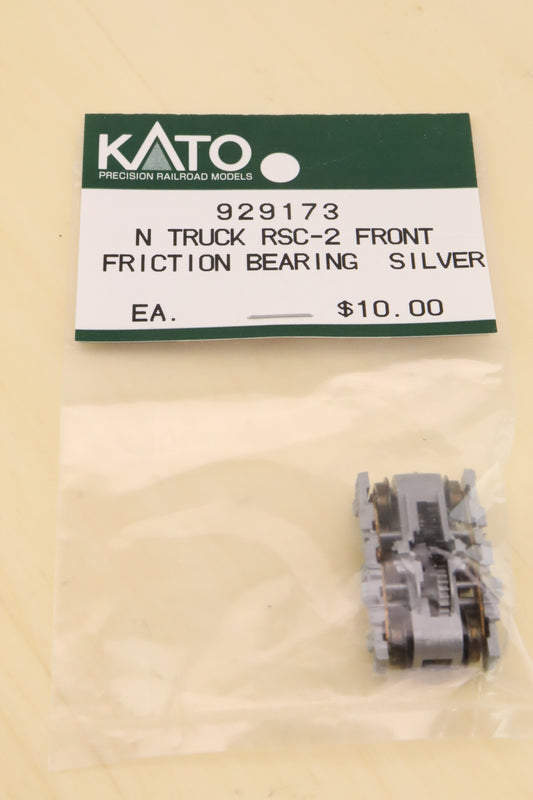 KATO
PRECISION RAILROAD MODELS
929173
N TRUCK RSC-2 FRONT
FRICTION BEARING SILVER
EA. $10.00